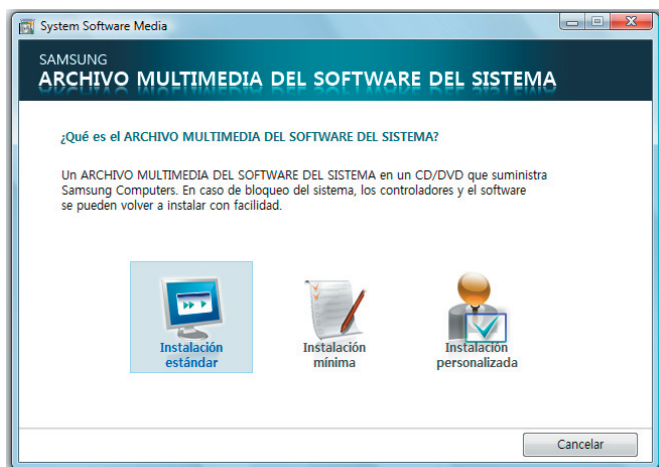 System Software Media
SAMSUNG
ARCHIVO MULTIMEDIA DEL SOFTWARE DEL SISTEMA
¿Qué es el ARCHIVO MULTIMEDIA DEL SOFTWARE DEL SISTEMA?
Un ARCHIVO MULTIMEDIA DEL SOFTWARE DEL SISTEMA en un CD/DVD que suministra
Samsung Computers. En caso de bloqueo del sistema, los controladores y el software
se pueden volver a instalar con facilidad.
Instalación
estándar
Instalación
mínima
Instalación
personalizada
Cancelar